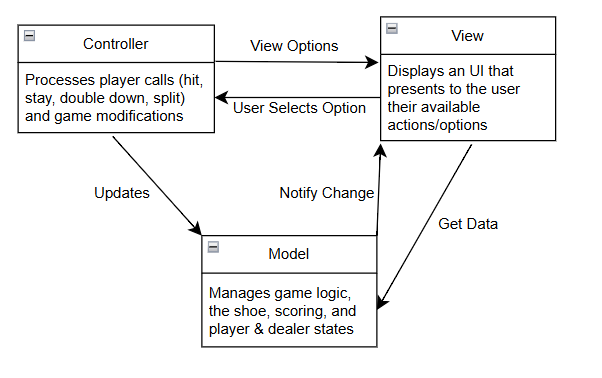 Controller
Processes player calls (hit,
stay, double down, split)
and game modifications
View Options
User Selects Option
View
Displays an UI that
presents to the user
their available
actions/options
Updates
Notify Change
Get Data
Model
Manages game logic,
the shoe, scoring, and
player & dealer states